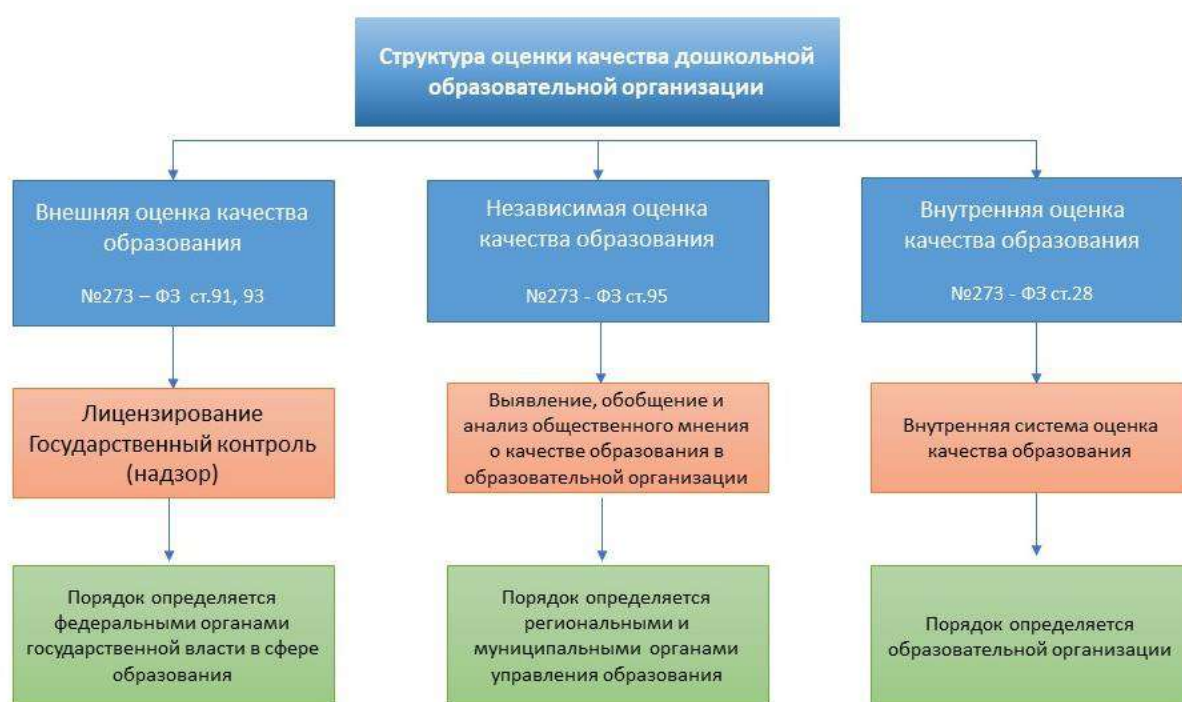 Структура оценки качества дошкольной
образовательной организации
Внешняя оценка качества
образования
№273 – ФЗ ст.91, 93
Независимая оценка
качества образования
№273 - ФЗ ст.95
Внутренняя оценка
качества образования
№273 - ФЗ ст.28
Лицензирование
Государственный контроль
(надзор)
Выявление, обобщение и
анализ общественного мнения
о качестве образования в
образовательной организации
Внутренняя система оценка
качества образования
Порядок определяется
федеральными органами
государственной власти в сфере
образования
Порядок определяется
региональными и
муниципальными органами
управления образования
Порядок определяется
образовательной организации